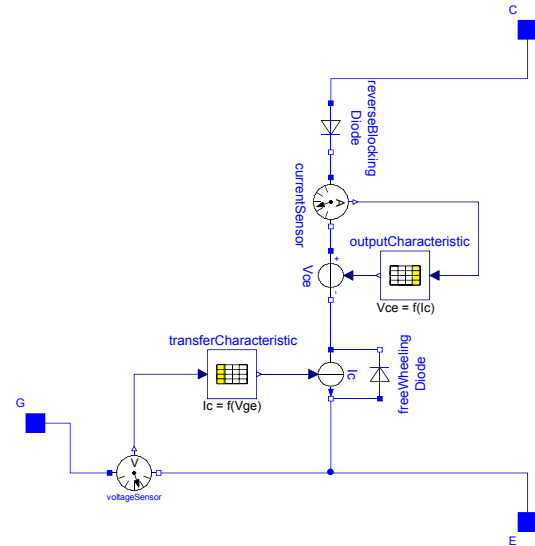 C
reverseBlocking
Diode
currentSensor
A
outputCharacteristic
+
Vce
-
Vce = f(Ic)
transferCharacteristic
Ic
freeWheeling
Diode
Ic = f(Vge)
G
V
voltageSensor
E